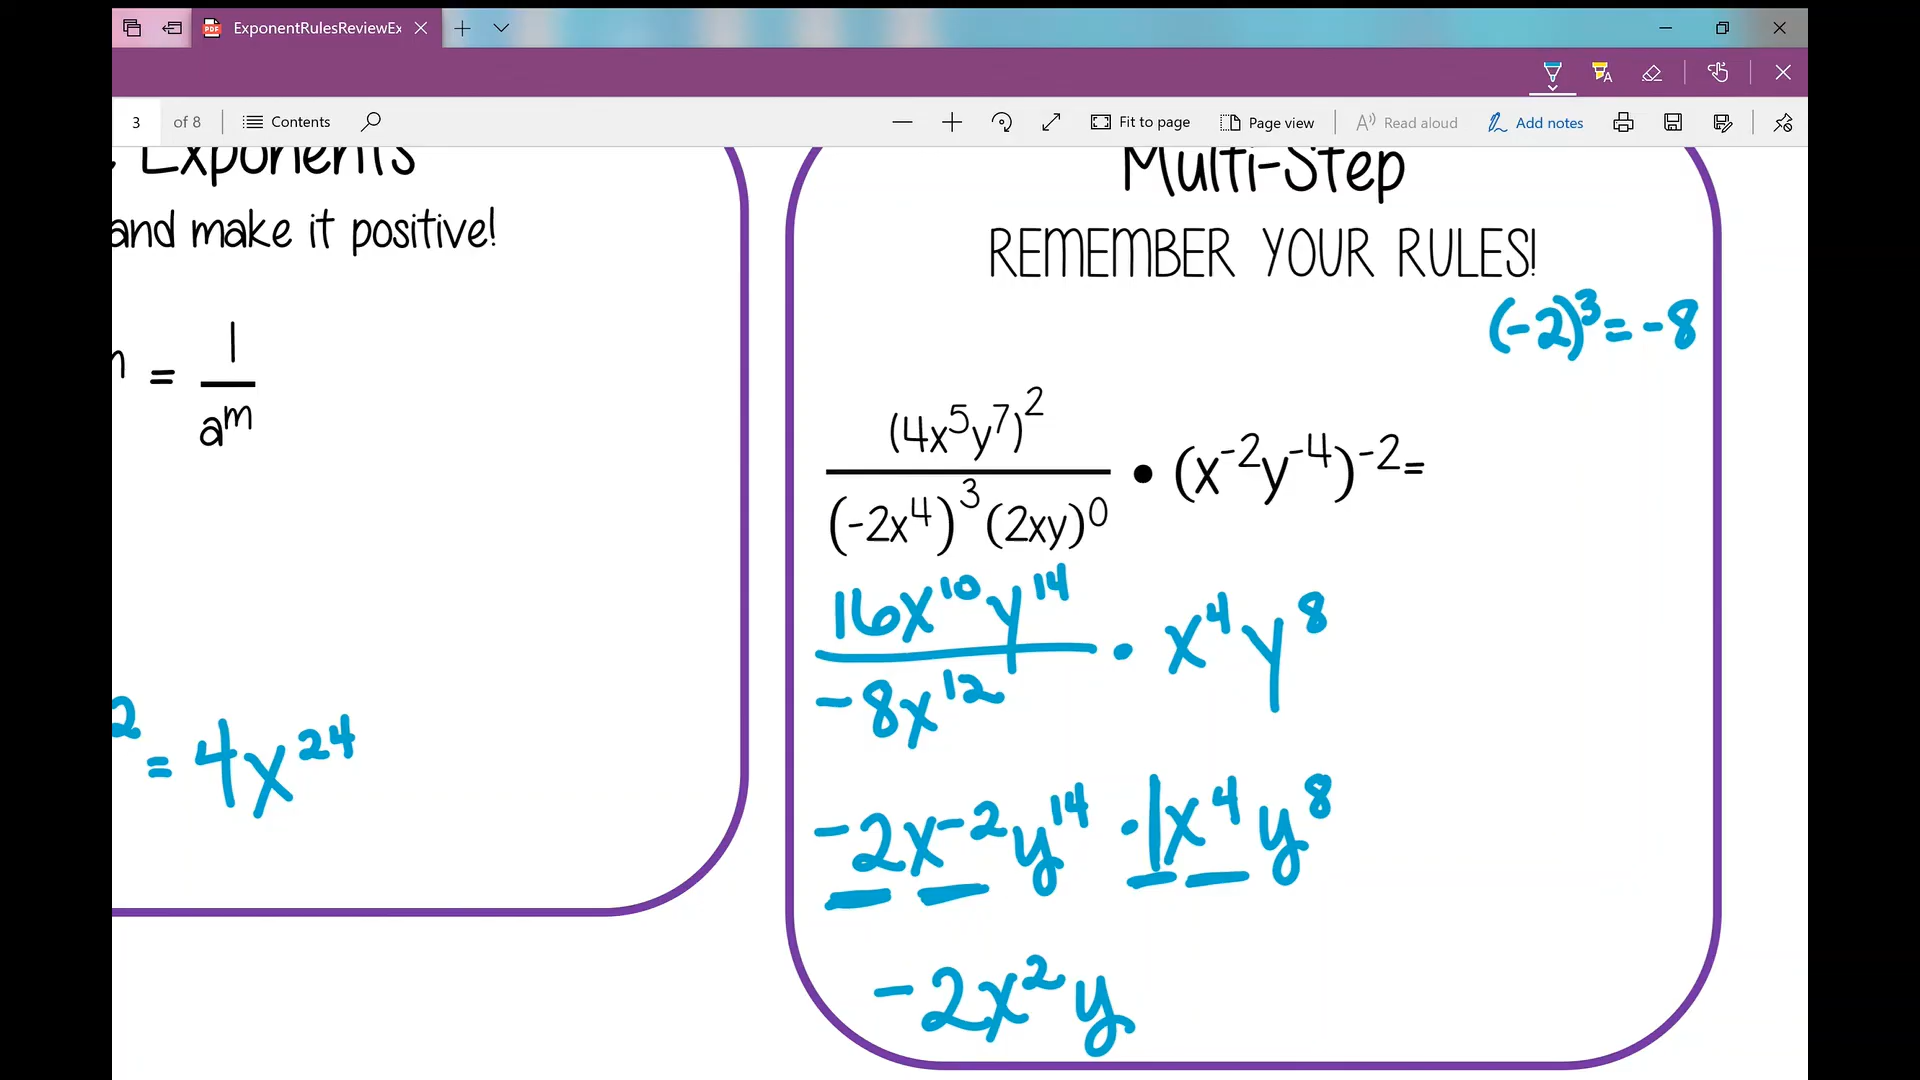 ExponentRulesReviewEx
3 of 8 Contents Fit to page Page view Read aloud Add notes
Exponents
and make it positive!
m = 1/a^m
2 = 4x^24
Multi-Step
REMEMBER YOUR RULES!
(-2)^3 = -8
(4x^5y^7)^2 / (-2x^4)^3(2xy)^0 • (x^-2y^-4)^-2 =
16x^10y^14 / -8x^12 • x^4y^8
-2x^-2y^14 • 1x^4y^8
-2x^2y